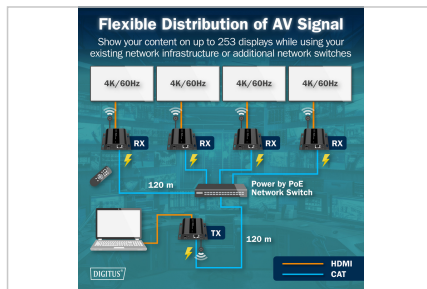 Flexible Distribution of AV Signal
Show your content on up to 253 displays while using your
existing network infrastructure or additional network switches
4K/60Hz 4K/60Hz 4K/60Hz 4K/60Hz
RX RX RX RX
120 m
Power by PoE
Network Switch
TX
120 m
HDMI
CAT
DIGITUS